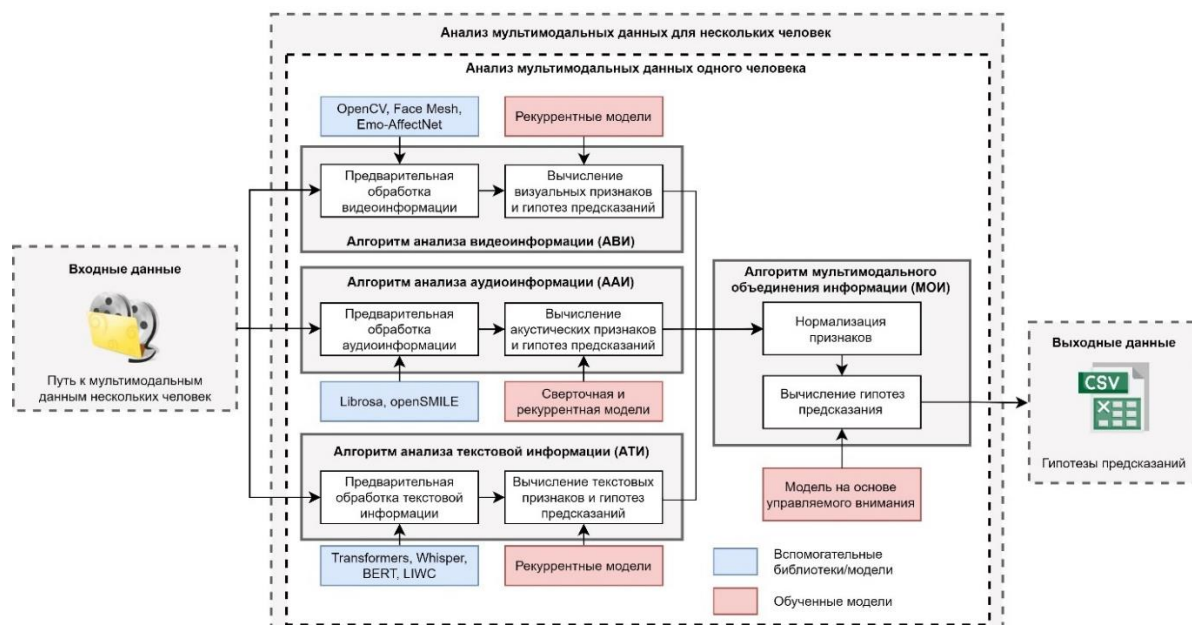 Анализ мультимодальных данных для нескольких человек
Анализ мультимодальных данных одного человека
OpenCV, Face Mesh,
Emo-AffectNet
Рекуррентные модели
Предварительная
обработка
видеоинформации
Вычисление
визуальных признаков
и гипотез предсказаний
Алгоритм анализа видеоинформации (АВИ)
Входные данные
Путь к мультимодальным
данным нескольких человек
Алгоритм анализа аудиоинформации (ААИ)
Предварительная
обработка
аудиоинформации
Вычисление
акустических признаков
и гипотез предсказаний
Librosa, openSMILE
Сверточная и
рекуррентная модели
Алгоритм мультимодального
объединения информации (МОИ)
Нормализация
признаков
Вычисление гипотез
предсказания
Модель на основе
управляемого внимания
Выходные данные
CSV
Гипотезы предсказаний
Алгоритм анализа текстовой информации (АТИ)
Предварительная
обработка текстовой
информации
Вычисление текстовых
признаков и гипотез
предсказаний
Transformers, Whisper,
BERT, LIWC
Рекуррентные модели
Вспомогательные
библиотеки/модели
Обученные модели